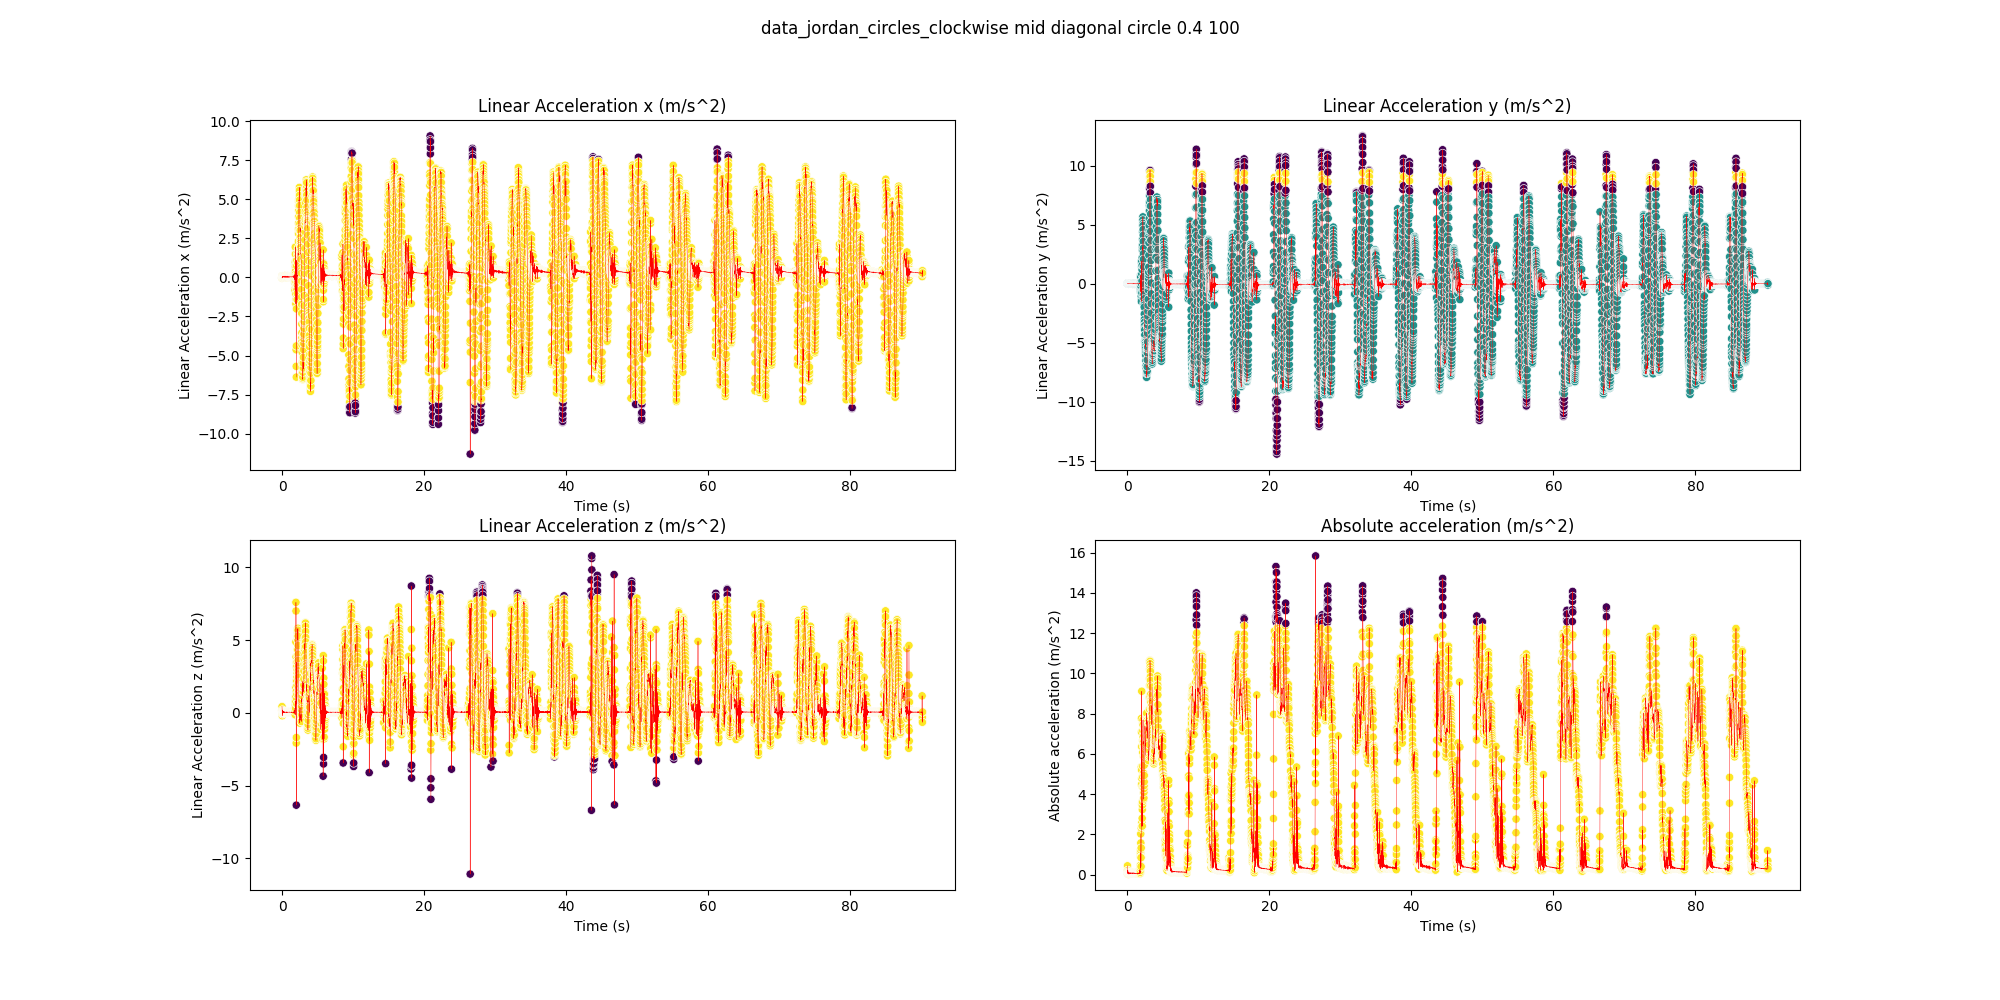 data_jordan_circles_clockwise mid diagonal circle 0.4 100
Linear Acceleration x (m/s^2)
Linear Acceleration x (m/s^2)
10.0
7.5
5.0
2.5
0.0
−2.5
−5.0
−7.5
−10.0
0 20 40 60 80
Time (s)
Linear Acceleration y (m/s^2)
Linear Acceleration y (m/s^2)
10
5
0
−5
−10
−15
0 20 40 60 80
Time (s)
Linear Acceleration z (m/s^2)
Linear Acceleration z (m/s^2)
10
5
0
−5
−10
0 20 40 60 80
Time (s)
Absolute acceleration (m/s^2)
Absolute acceleration (m/s^2)
16
14
12
10
8
6
4
2
0
0 20 40 60 80
Time (s)